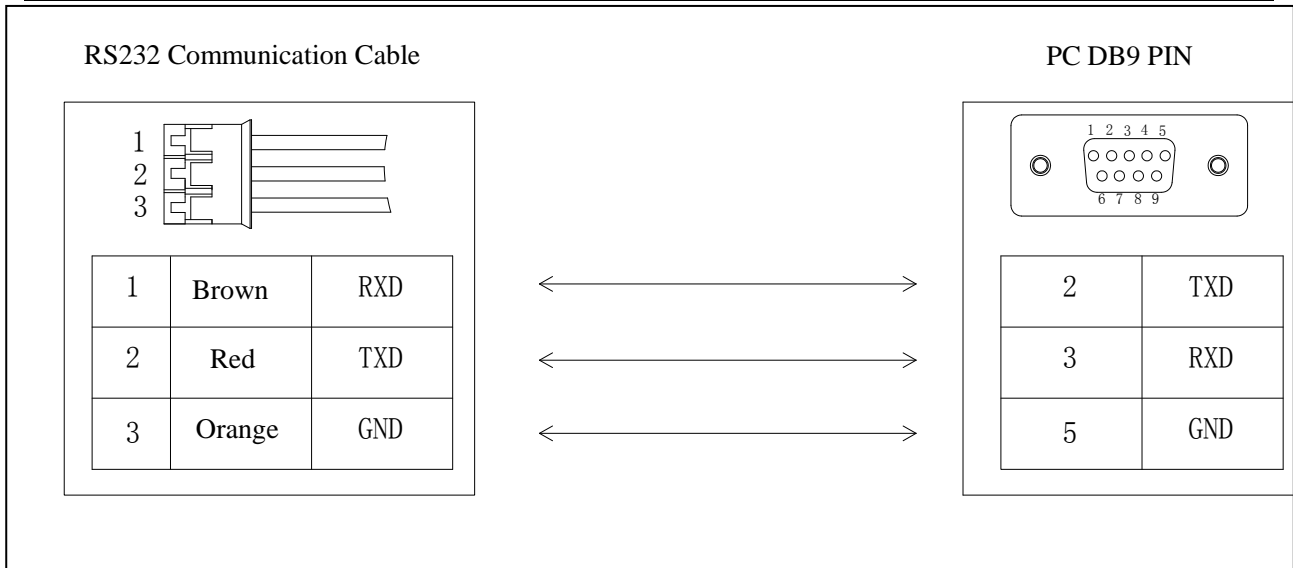 RS232 Communication Cable
PC DB9 PIN
1
2
3
1 2 3 4 5
6 7 8 9
1 Brown RXD
2 TXD
2 Red TXD
3 RXD
3 Orange GND
5 GND